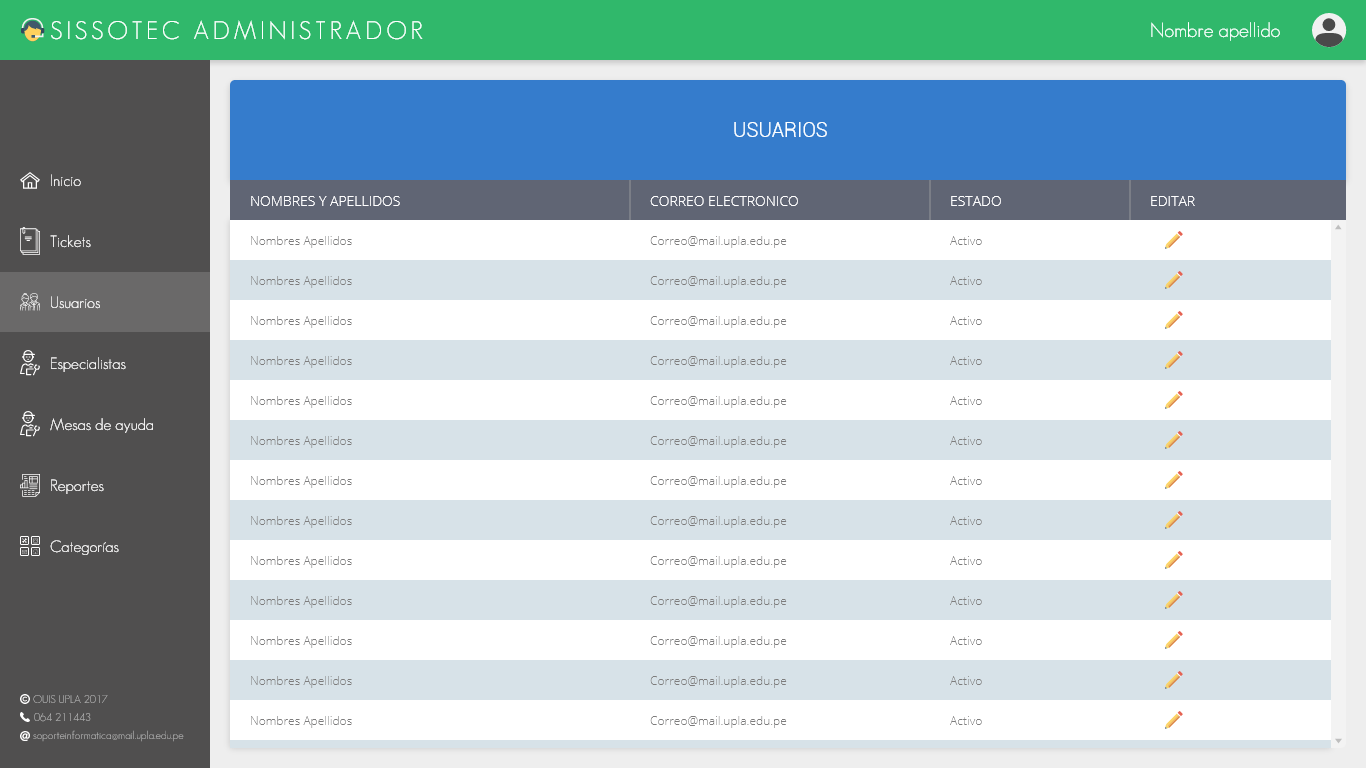 SISSOTEC ADMINISTRADOR
Nombre apellido
Inicio
Tickets
Usuarios
Especialistas
Mesas de ayuda
Reportes
Categorías
© OUIS UPLA 2017
064 211443
@ soporteinformatica@mail.upla.edu.pe
USUARIOS
NOMBRES Y APELLIDOS CORREO ELECTRONICO ESTADO EDITAR
Nombres Apellidos Correo@mail.upla.edu.pe Activo
Nombres Apellidos Correo@mail.upla.edu.pe Activo
Nombres Apellidos Correo@mail.upla.edu.pe Activo
Nombres Apellidos Correo@mail.upla.edu.pe Activo
Nombres Apellidos Correo@mail.upla.edu.pe Activo
Nombres Apellidos Correo@mail.upla.edu.pe Activo
Nombres Apellidos Correo@mail.upla.edu.pe Activo
Nombres Apellidos Correo@mail.upla.edu.pe Activo
Nombres Apellidos Correo@mail.upla.edu.pe Activo
Nombres Apellidos Correo@mail.upla.edu.pe Activo
Nombres Apellidos Correo@mail.upla.edu.pe Activo
Nombres Apellidos Correo@mail.upla.edu.pe Activo
Nombres Apellidos Correo@mail.upla.edu.pe Activo